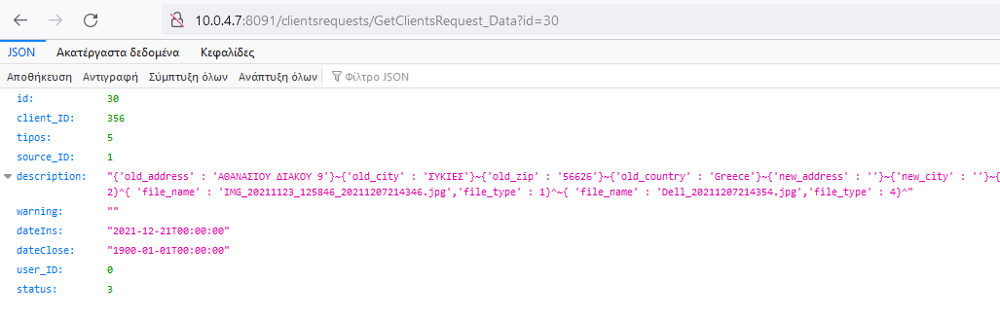 10.0.4.7:8091/clientsrequests/GetClientsRequest_Data?id=30
JSON Ακατέργαστα δεδομένα Κεφαλίδες
Αποθήκευση Αντιγραφή Σύμπτυξη όλων Ανάπτυξη όλων Φίλτρο JSON
id: 30
client_ID: 356
tipos: 5
source_ID: 1
description: "{'old_address' : 'ΑΘΑΝΑΣΙΟΥ ΔΙΑΚΟΥ 9'}~{'old_city' : 'ΣΥΚΙΕΣ'}~{'old_zip' : '56626'}~{'old_country' : 'Greece'}~{'new_address' : ''}~{'new_city' : ''}~{
2}^{ 'file_name' : 'IMG_20211123_125846_20211207214346.jpg','file_type' : 1}^~{ 'file_name' : 'Dell_20211207214354.jpg','file_type' : 4}^"
warning: ""
dateIns: "2021-12-21T00:00:00"
dateClose: "1900-01-01T00:00:00"
user_ID: 0
status: 3